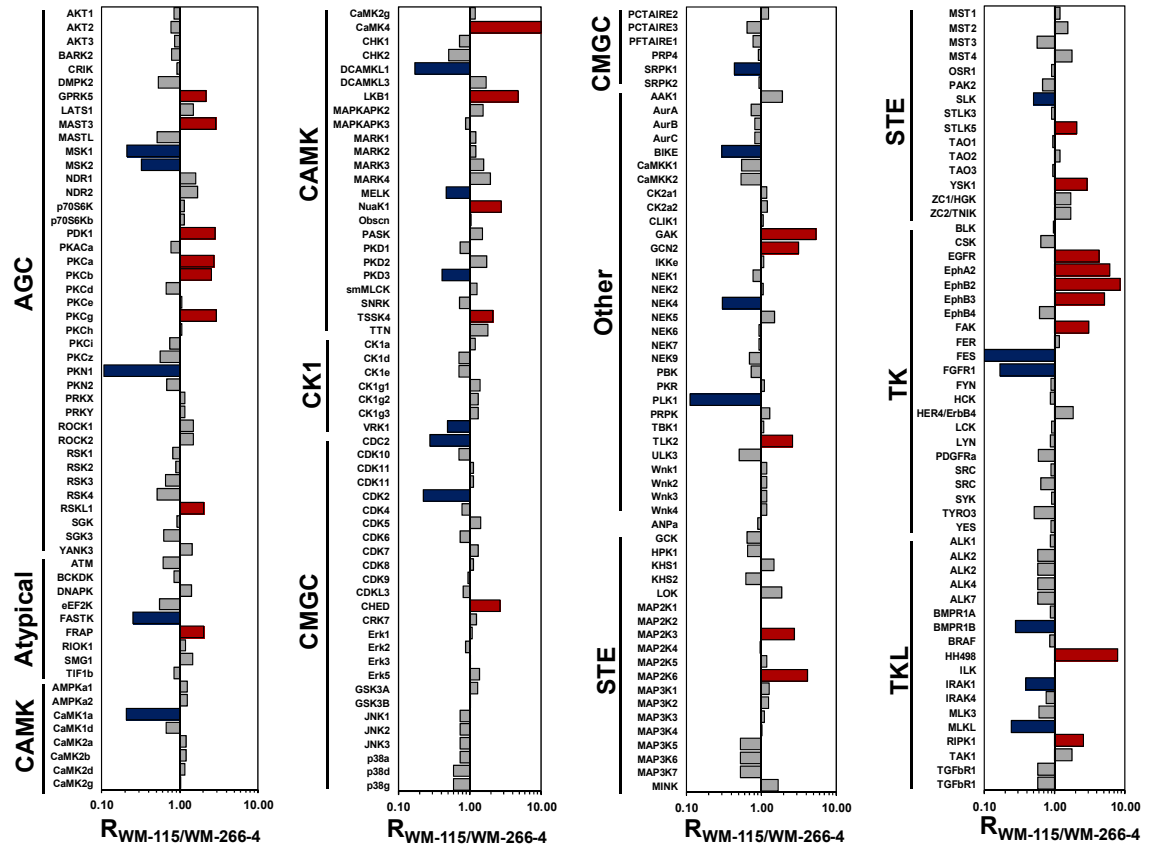 AGC
AKT1
AKT2
AKT3
BARK2
CRIK
DMPK2
GPRK5
LATS1
MAST3
MASTL
MSK1
MSK2
NDR1
NDR2
p70S6K
p70S6Kb
PDK1
PKACa
PKCa
PKCb
PKCd
PKCe
PKCg
PKCh
PKCi
PKCz
PKN1
PKN2
PRKX
PRKY
ROCK1
ROCK2
RSK1
RSK2
RSK3
RSK4
RSKL1
SGK
SGK3
YANK3
Atypical
ATM
BCKDK
DNAPK
eEF2K
FASTK
FRAP
RIOK1
SMG1
TIF1b
CAMK
AMPKa1
AMPKa2
CaMK1a
CaMK1d
CaMK2a
CaMK2b
CaMK2d
CaMK2g
0.10 1.00 10.00
RWM-115/WM-266-4
CAMK
CaMK2g
CaMK4
CHK1
CHK2
DCAMKL1
DCAMKL3
LKB1
MAPKAPK2
MAPKAPK3
MARK1
MARK2
MARK3
MARK4
MELK
NuaK1
Obscn
PASK
PKD1
PKD2
PKD3
smMLCK
SNRK
TSSK4
TTN
CK1
CK1a
CK1d
CK1e
CK1g1
CK1g2
CK1g3
VRK1
CMGC
CDC2
CDK10
CDK11
CDK11
CDK2
CDK4
CDK5
CDK6
CDK7
CDK8
CDK9
CDKL3
CHED
CRK7
Erk1
Erk2
Erk3
Erk5
GSK3A
GSK3B
JNK1
JNK2
JNK3
p38a
p38d
p38g
0.10 1.00 10.00
RWM-115/WM-266-4
CMGC
PCTAIRE2
PCTAIRE3
PFTAIRE1
PRP4
SRPK1
SRPK2
Other
AAK1
AurA
AurB
AurC
BIKE
CaMKK1
CaMKK2
CK2a1
CK2a2
CLIK1
GAK
GCN2
IKKe
NEK1
NEK2
NEK4
NEK5
NEK6
NEK7
NEK9
PBK
PKR
PLK1
PRPK
TBK1
TLK2
ULK3
Wnk1
Wnk2
Wnk3
Wnk4
ANPa
STE
GCK
HPK1
KHS1
KHS2
LOK
MAP2K1
MAP2K2
MAP2K3
MAP2K4
MAP2K5
MAP2K6
MAP3K1
MAP3K2
MAP3K3
MAP3K4
MAP3K5
MAP3K6
MAP3K7
MINK
0.10 1.00 10.00
RWM-115/WM-266-4
STE
MST1
MST2
MST3
MST4
OSR1
PAK2
SLK
STLK3
STLK5
TAO1
TAO2
TAO3
YSK1
ZC1/HGK
ZC2/TNIK
TK
BLK
CSK
EGFR
EphA2
EphB2
EphB3
EphB4
FAK
FER
FES
FGFR1
FYN
HCK
HER4/ErbB4
LCK
LYN
PDGFRa
SRC
SRC
SYK
TYRO3
YES
TKL
ALK1
ALK2
ALK2
ALK4
ALK7
BMPR1A
BMPR1B
BRAF
HH498
ILK
IRAK1
IRAK4
MLK3
MLKL
RIPK1
TAK1
TGFbR1
TGFbR1
0.10 1.00 10.00
RWM-115/WM-266-4